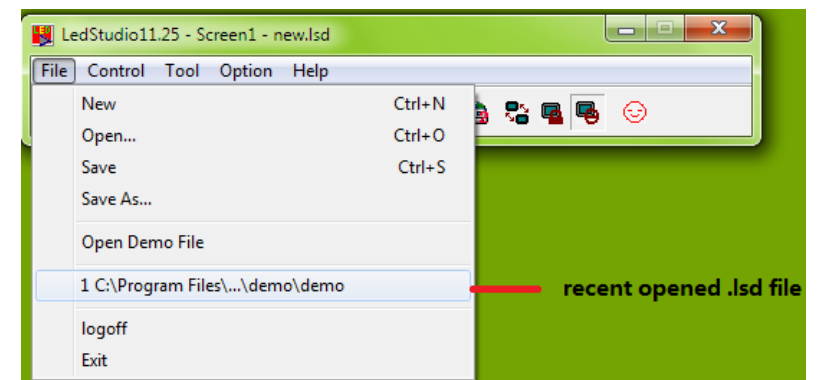 LedStudio11.25 - Screen1 - new.lsd
File Control Tool Option Help
New Ctrl+N
Open... Ctrl+O
Save Ctrl+S
Save As...
Open Demo File
1 C:\Program Files\...\demo\demo
recent opened .lsd file
logoff
Exit